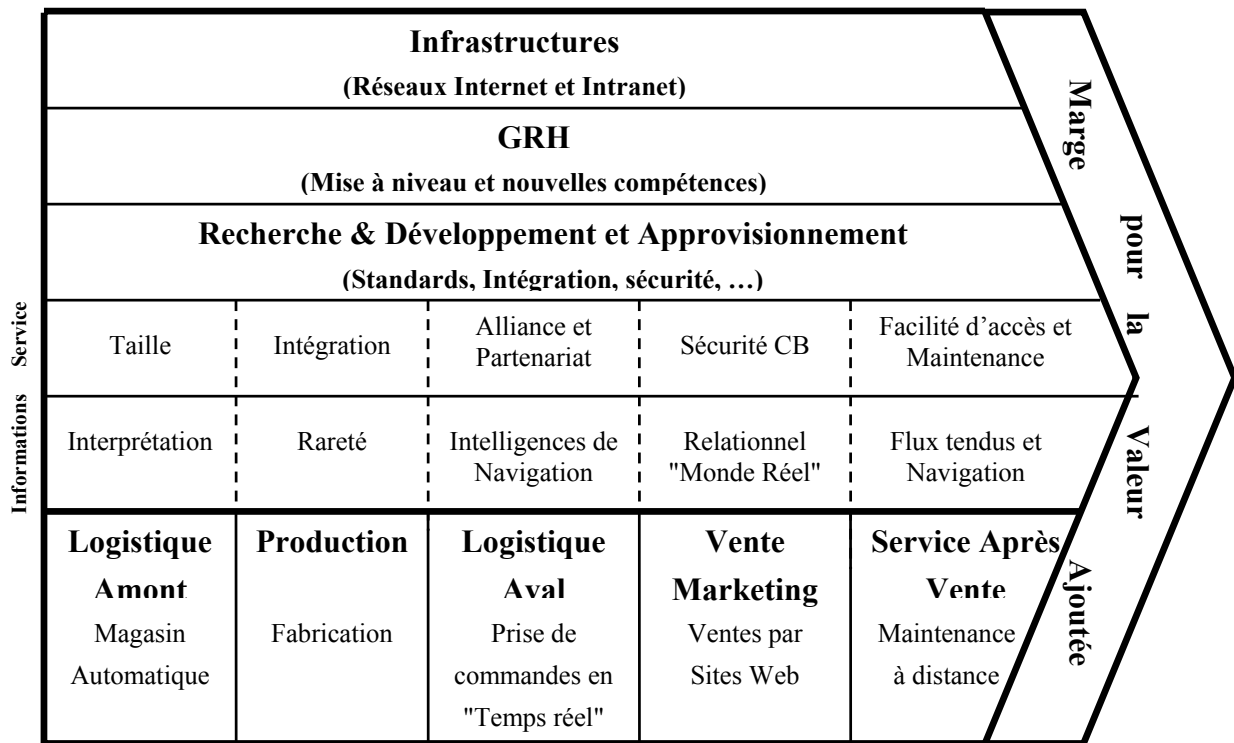 Infrastructures
(Réseaux Internet et Intranet)
GRH
(Mise à niveau et nouvelles compétences)
Recherche & Développement et Approvisionnement
(Standards, Intégration, sécurité, …)
Service
Taille
Intégration
Alliance et
Partenariat
Sécurité CB
Facilité d’accès et
Maintenance
Informations
Interprétation
Rareté
Intelligences de
Navigation
Relationnel
"Monde Réel"
Flux tendus et
Navigation
Logistique
Amont
Magasin
Automatique
Production
Fabrication
Logistique
Aval
Prise de
commandes en
"Temps réel"
Vente
Marketing
Ventes par
Sites Web
Service Après
Vente
Maintenance
à distance
Marge pour la Valeur Ajoutée